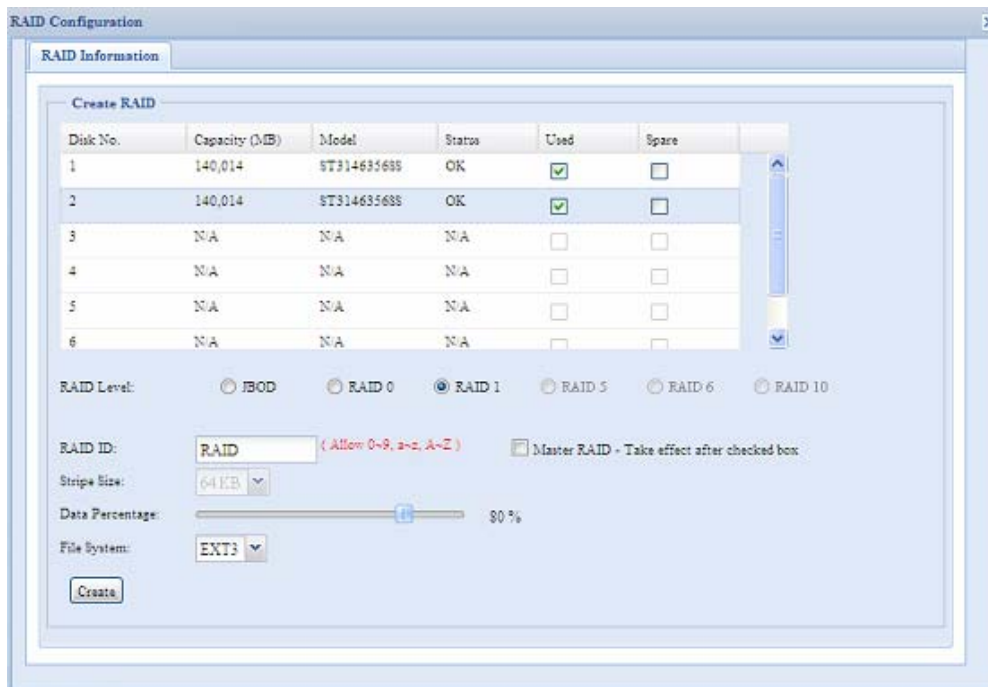 RAID Configuration
RAID Information
Create RAID
Disk No. Capacity (MB) Model Status Used Spare
1 140,014 ST3146356SS OK
2 140,014 ST3146356SS OK
3 N/A N/A N/A
4 N/A N/A N/A
5 N/A N/A N/A
6 N/A N/A N/A
RAID Level: JBOD RAID 0 RAID 1 RAID 5 RAID 6 RAID 10
RAID ID: RAID ( Allow 0~9, a~z, A~Z ) Master RAID - Take effect after checked box
Stripe Size: 64 KB
Data Percentage: 80 %
File System: EXT3
Create